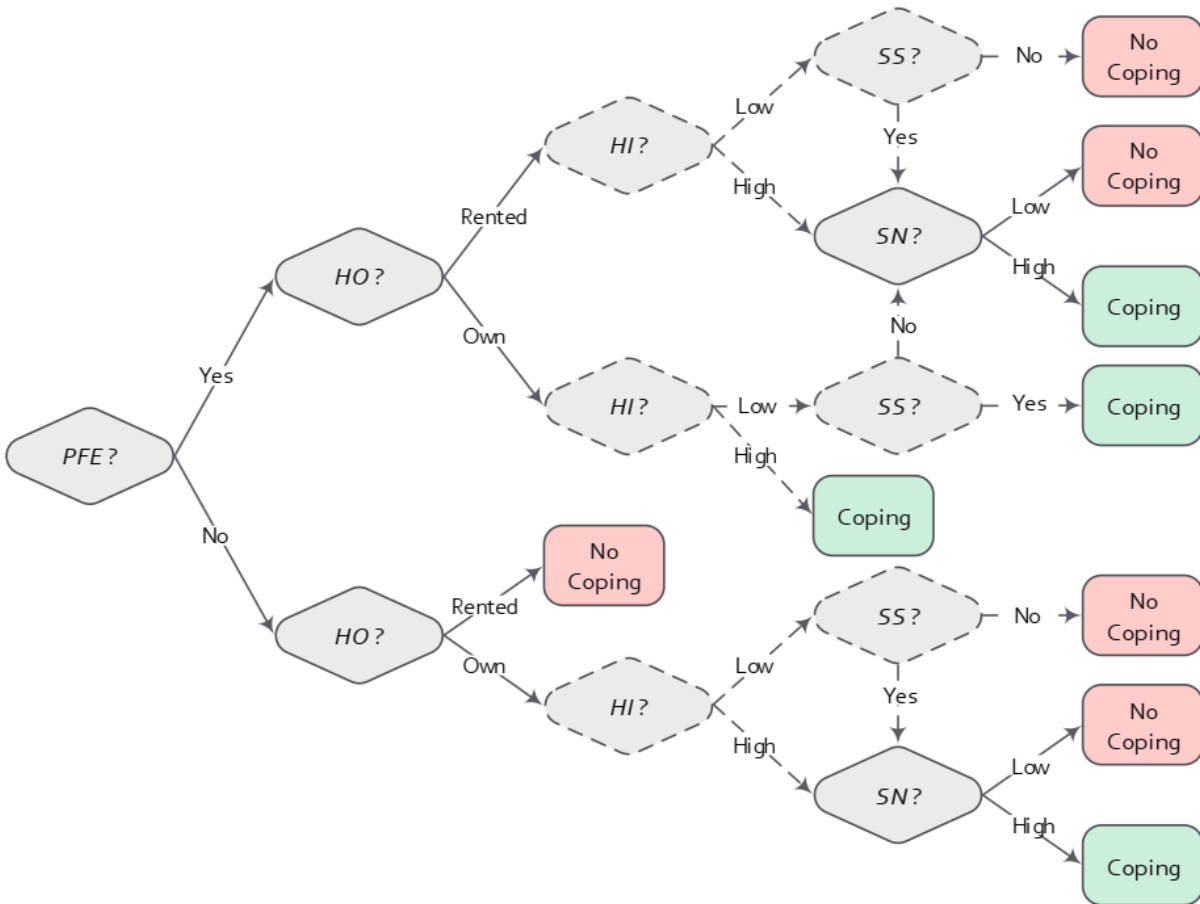 SS?
No
No
Coping
Low
Yes
HI?
No
Coping
High
Low
Rented
SN?
HO?
High
Coping
No
Own
Yes
HI?
Low
SS?
Yes
Coping
PFE?
High
Coping
No
No
Coping
Rented
SS?
No
No
Coping
HO?
Own
Low
Yes
HI?
No
Coping
High
Low
SN?
High
Coping